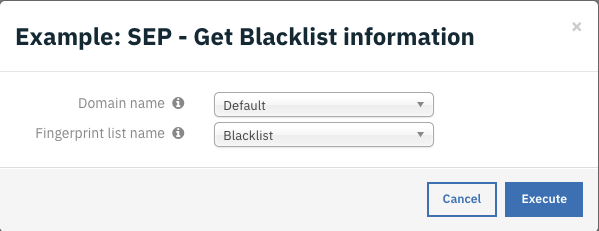 Example: SEP - Get Blacklist information
×
Domain name
Default
Fingerprint list name
Blacklist
Cancel
Execute